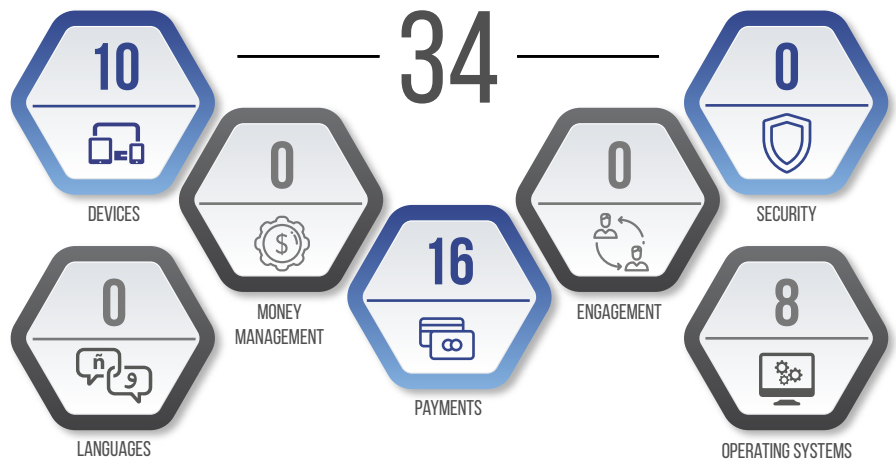 34
10
DEVICES
0
MONEY
MANAGEMENT
16
PAYMENTS
0
ENGAGEMENT
0
SECURITY
0
ñ
و
LANGUAGES
8
OPERATING SYSTEMS
$